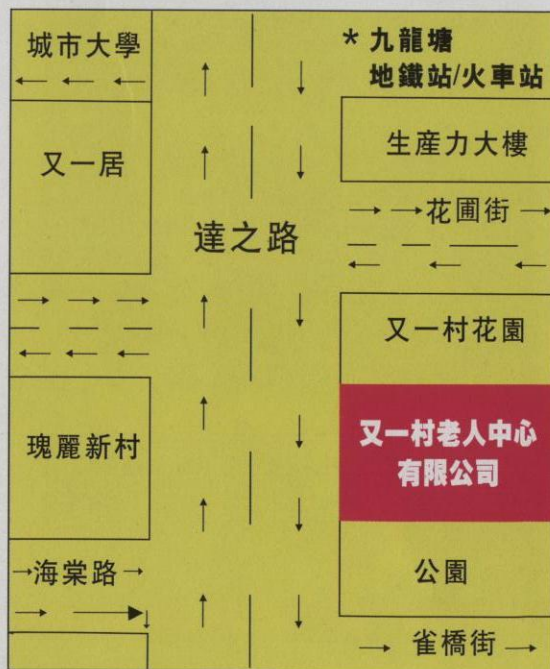 城市大學
* 九龍塘
地鐵站/火車站
又一居
生産力大樓
花圃街
達之路
又一村花園
瑰麗新村
又一村老人中心
有限公司
海棠路
公園
雀橋街